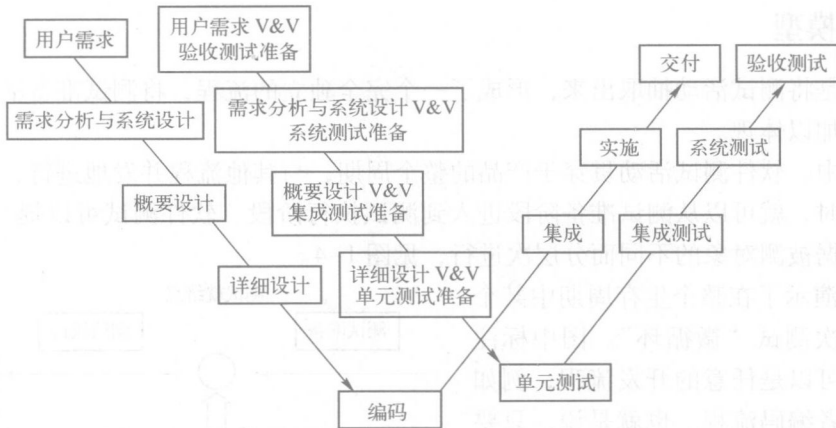 用户需求
用户需求 V&V
验收测试准备
交付
验收测试
需求分析与系统设计
需求分析与系统设计 V&V
系统测试准备
实施
系统测试
概要设计
概要设计 V&V
集成测试准备
集成
集成测试
详细设计
详细设计 V&V
单元测试准备
单元测试
编码